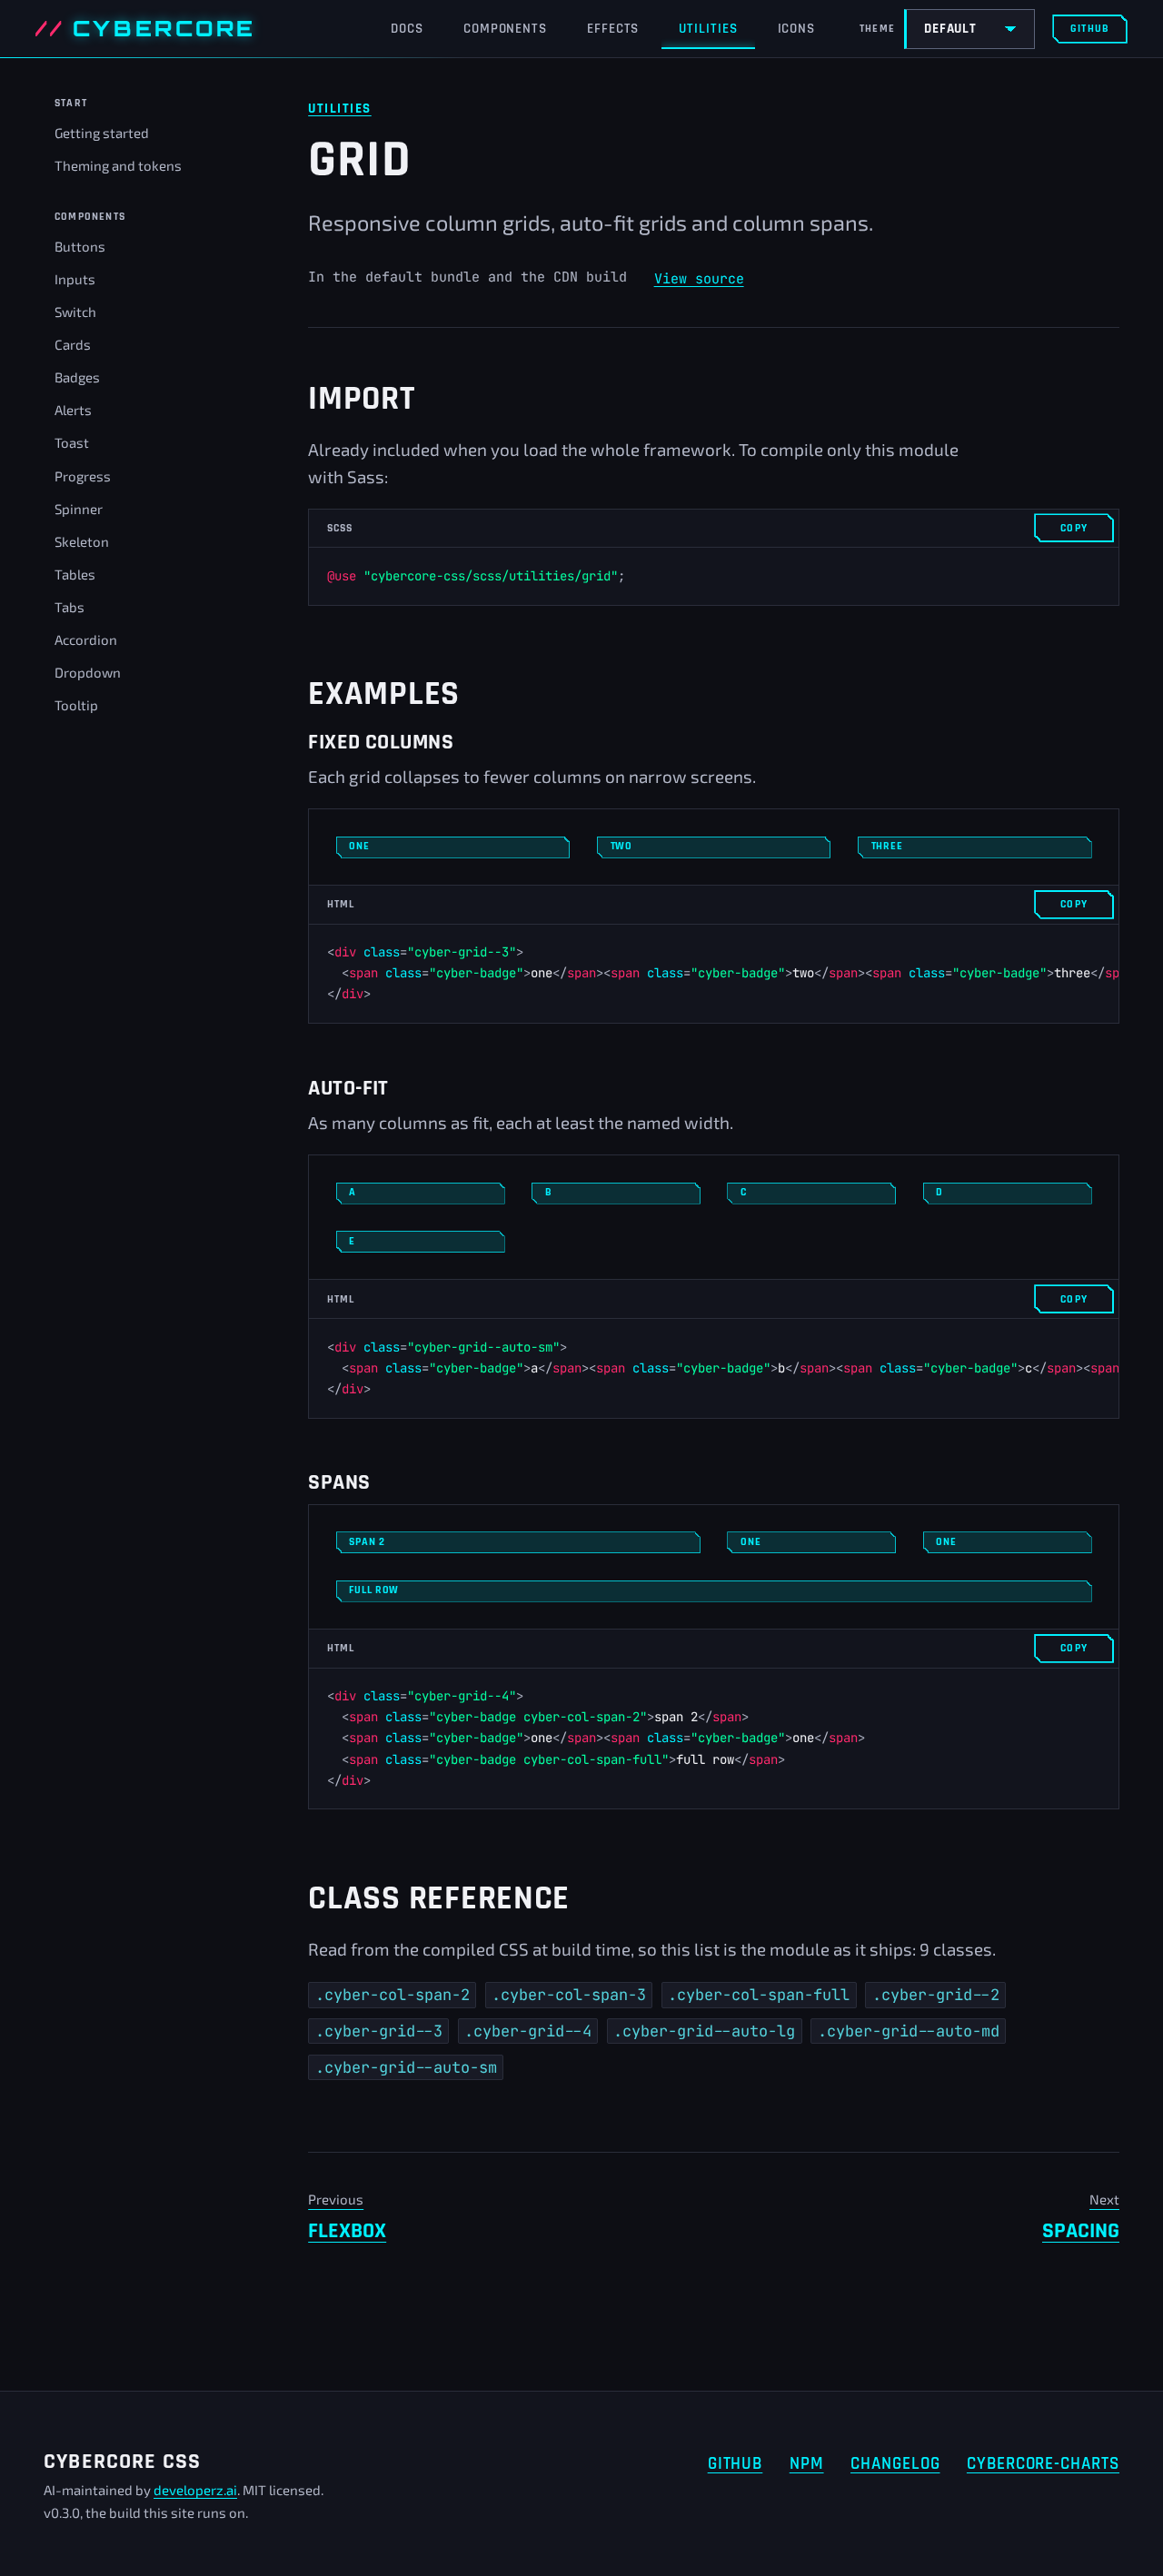 // CYBERCORE
DOCS
COMPONENTS
EFFECTS
UTILITIES
ICONS
THEME
DEFAULT
GITHUB
START
Getting started
Theming and tokens
COMPONENTS
Buttons
Inputs
Switch
Cards
Badges
Alerts
Toast
Progress
Spinner
Skeleton
Tables
Tabs
Accordion
Dropdown
Tooltip
UTILITIES
GRID
Responsive column grids, auto-fit grids and column spans.
In the default bundle and the CDN build View source
IMPORT
Already included when you load the whole framework. To compile only this module
with Sass:
SCSS
COPY
@use "cybercore-css/scss/utilities/grid";
EXAMPLES
FIXED COLUMNS
Each grid collapses to fewer columns on narrow screens.
ONE
TWO
THREE
HTML
COPY
<div class="cyber-grid--3">
<span class="cyber-badge">one</span><span class="cyber-badge">two</span><span class="cyber-badge">three</sp
</div>
AUTO-FIT
As many columns as fit, each at least the named width.
A
B
C
D
E
HTML
COPY
<div class="cyber-grid--auto-sm">
<span class="cyber-badge">a</span><span class="cyber-badge">b</span><span class="cyber-badge">c</span><span
</div>
SPANS
SPAN 2
ONE
ONE
FULL ROW
HTML
COPY
<div class="cyber-grid--4">
<span class="cyber-badge cyber-col-span-2">span 2</span>
<span class="cyber-badge">one</span><span class="cyber-badge">one</span>
<span class="cyber-badge cyber-col-span-full">full row</span>
</div>
CLASS REFERENCE
Read from the compiled CSS at build time, so this list is the module as it ships: 9 classes.
.cyber-col-span-2 .cyber-col-span-3 .cyber-col-span-full .cyber-grid--2
.cyber-grid--3 .cyber-grid--4 .cyber-grid--auto-lg .cyber-grid--auto-md
.cyber-grid--auto-sm
Previous
FLEXBOX
Next
SPACING
CYBERCORE CSS
AI-maintained by developerz.ai. MIT licensed.
v0.3.0, the build this site runs on.
GITHUB
NPM
CHANGELOG
CYBERCORE-CHARTS